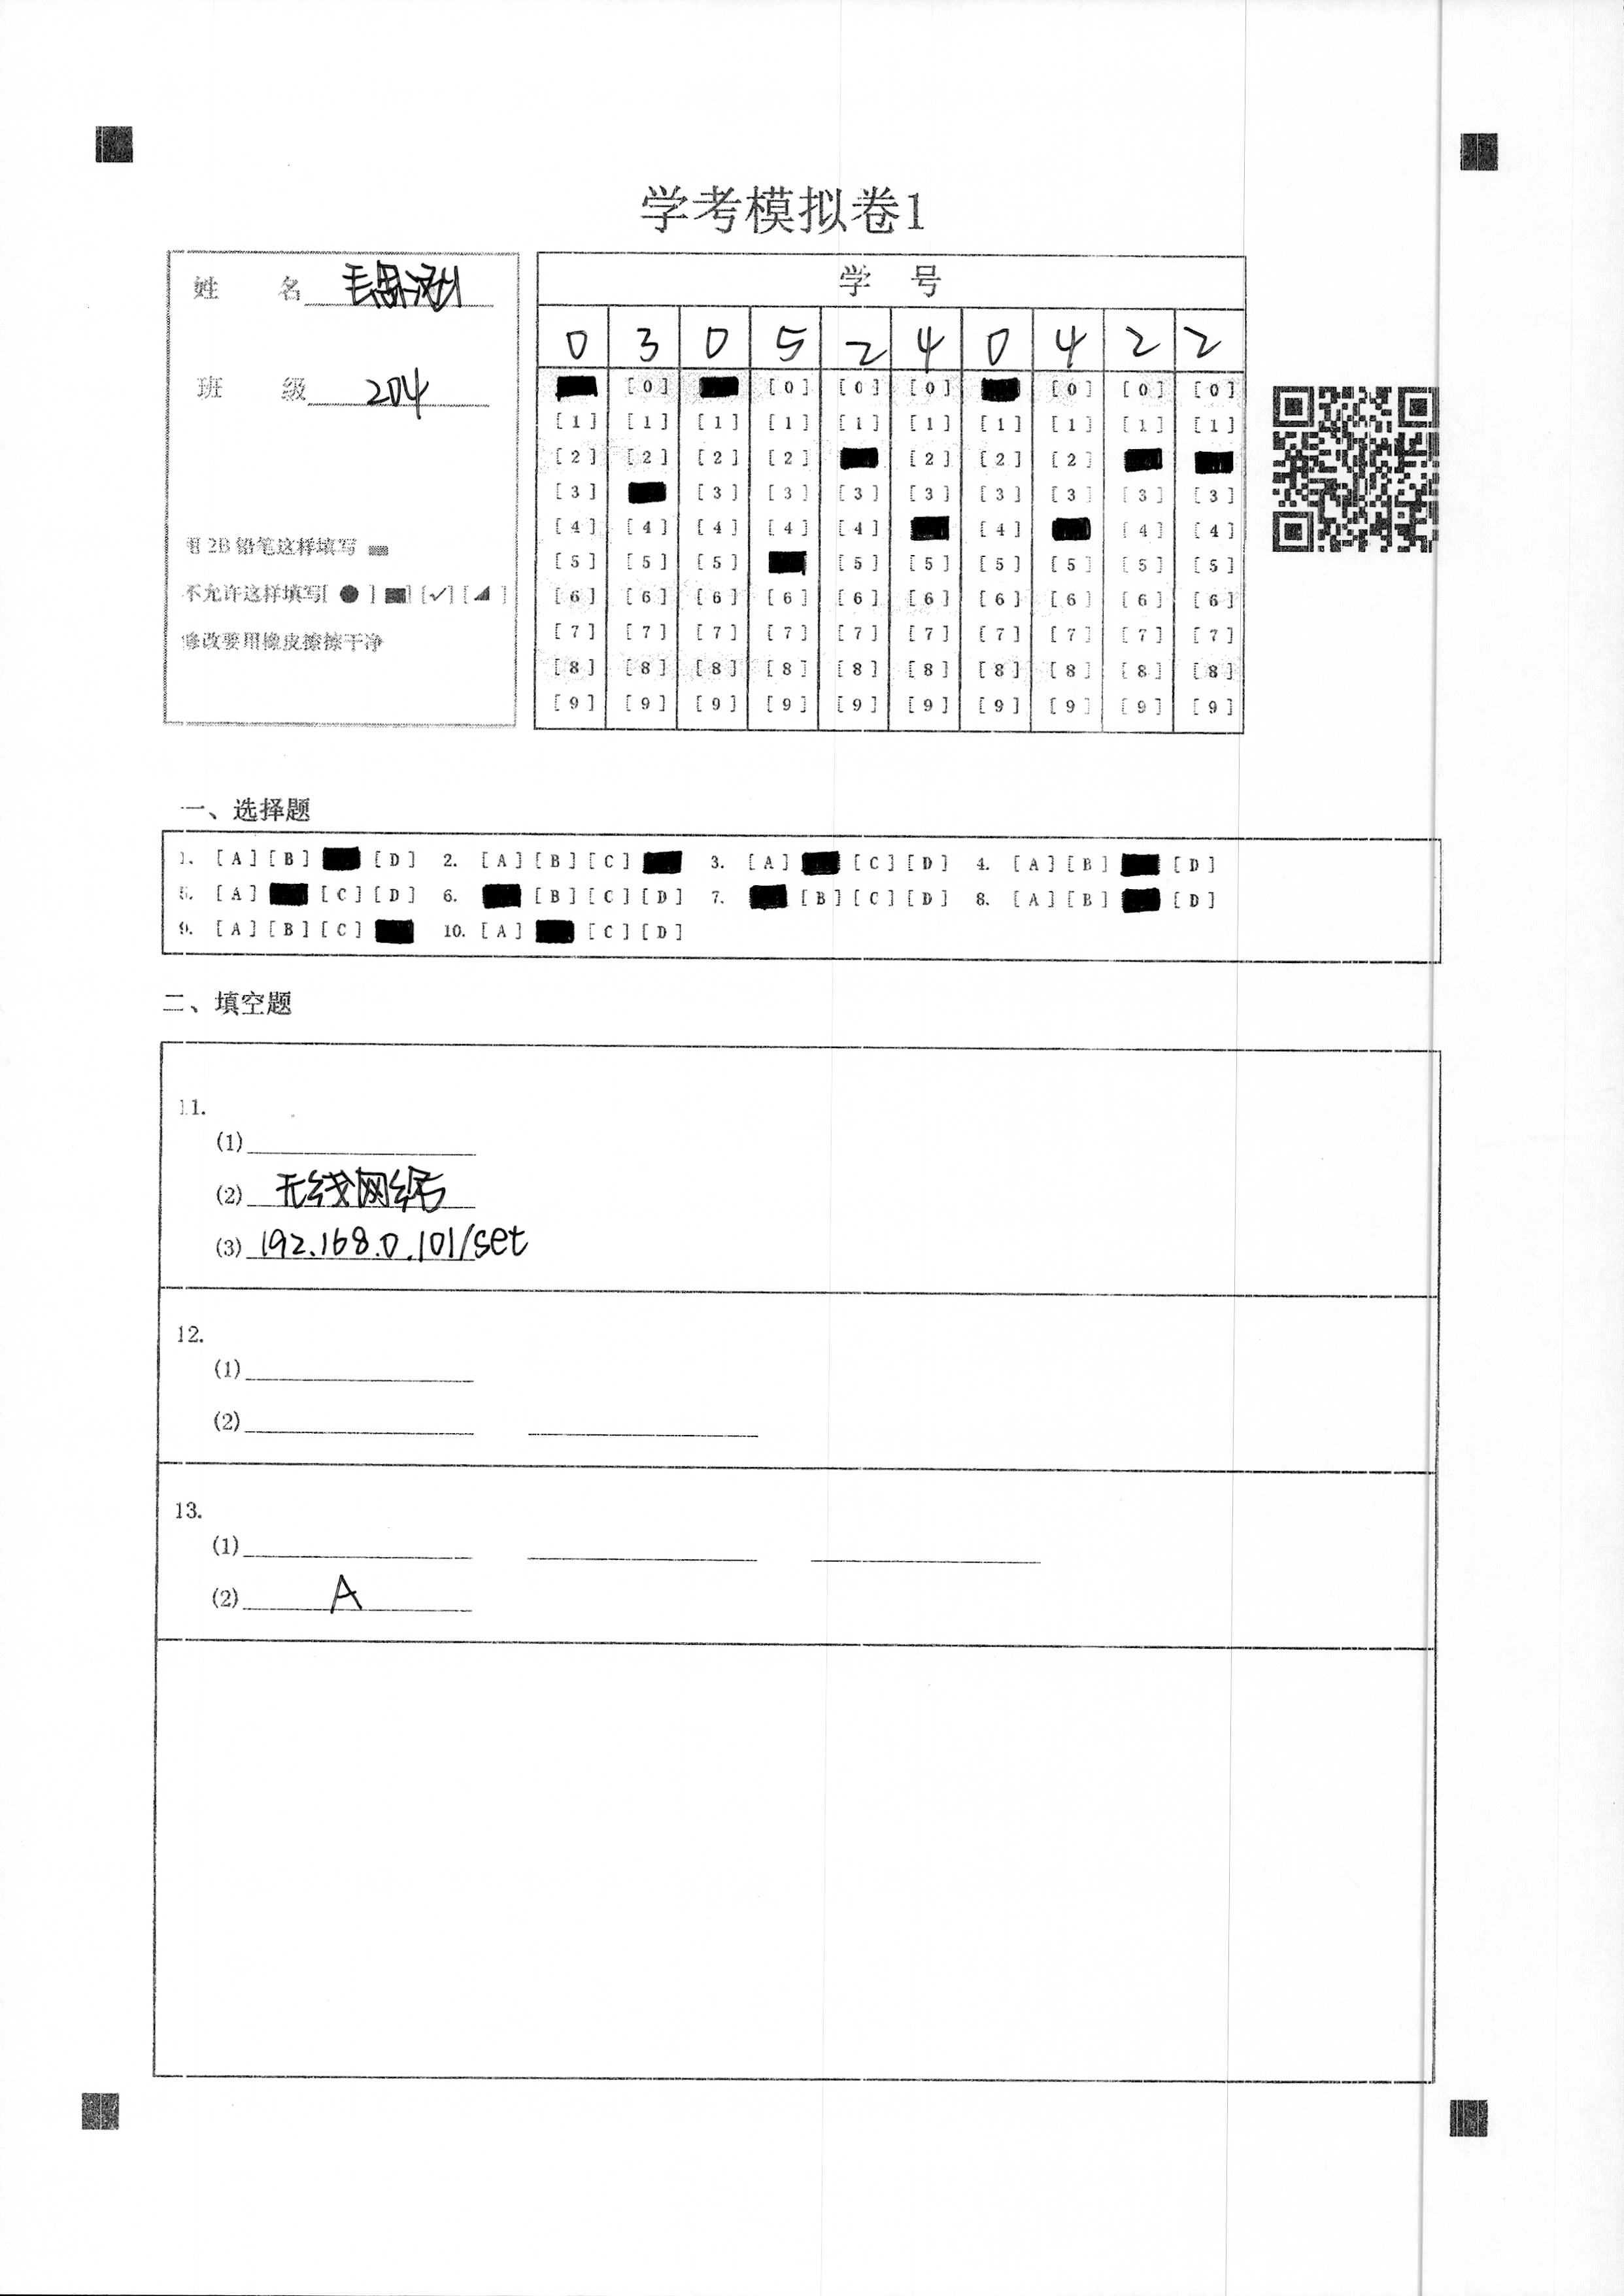 学考模拟卷1
姓 名
班 级 204
用2B铅笔这样填写
不允许这样填写[ ● ] [✓] [ ]
修改要用橡皮擦擦干净
学 号
0 3 0 5 2 4 0 4 2 2
[0] [0] [0] [0] [0] [0] [0]
[1] [1] [1] [1] [1] [1] [1] [1] [1] [1]
[2] [2] [2] [2] [2] [2] [2]
[3] [3] [3] [3] [3] [3] [3] [3] [3]
[4] [4] [4] [4] [4] [4] [4] [4]
[5] [5] [5] [5] [5] [5] [5] [5] [5]
[6] [6] [6] [6] [6] [6] [6] [6] [6] [6]
[7] [7] [7] [7] [7] [7] [7] [7] [7] [7]
[8] [8] [8] [8] [8] [8] [8] [8] [8] [8]
[9] [9] [9] [9] [9] [9] [9] [9] [9] [9]
一、选择题
1. [A] [B] [D] 2. [A] [B] [C] 3. [A] [C] [D] 4. [A] [B] [D]
5. [A] [C] [D] 6. [B] [C] [D] 7. [B] [C] [D] 8. [A] [B] [D]
9. [A] [B] [C] 10. [A] [C] [D]
二、填空题
11.
(1)
(2) 无线网络
(3) 192.168.0.101/set
12.
(1)
(2)
13.
(1)
(2) A